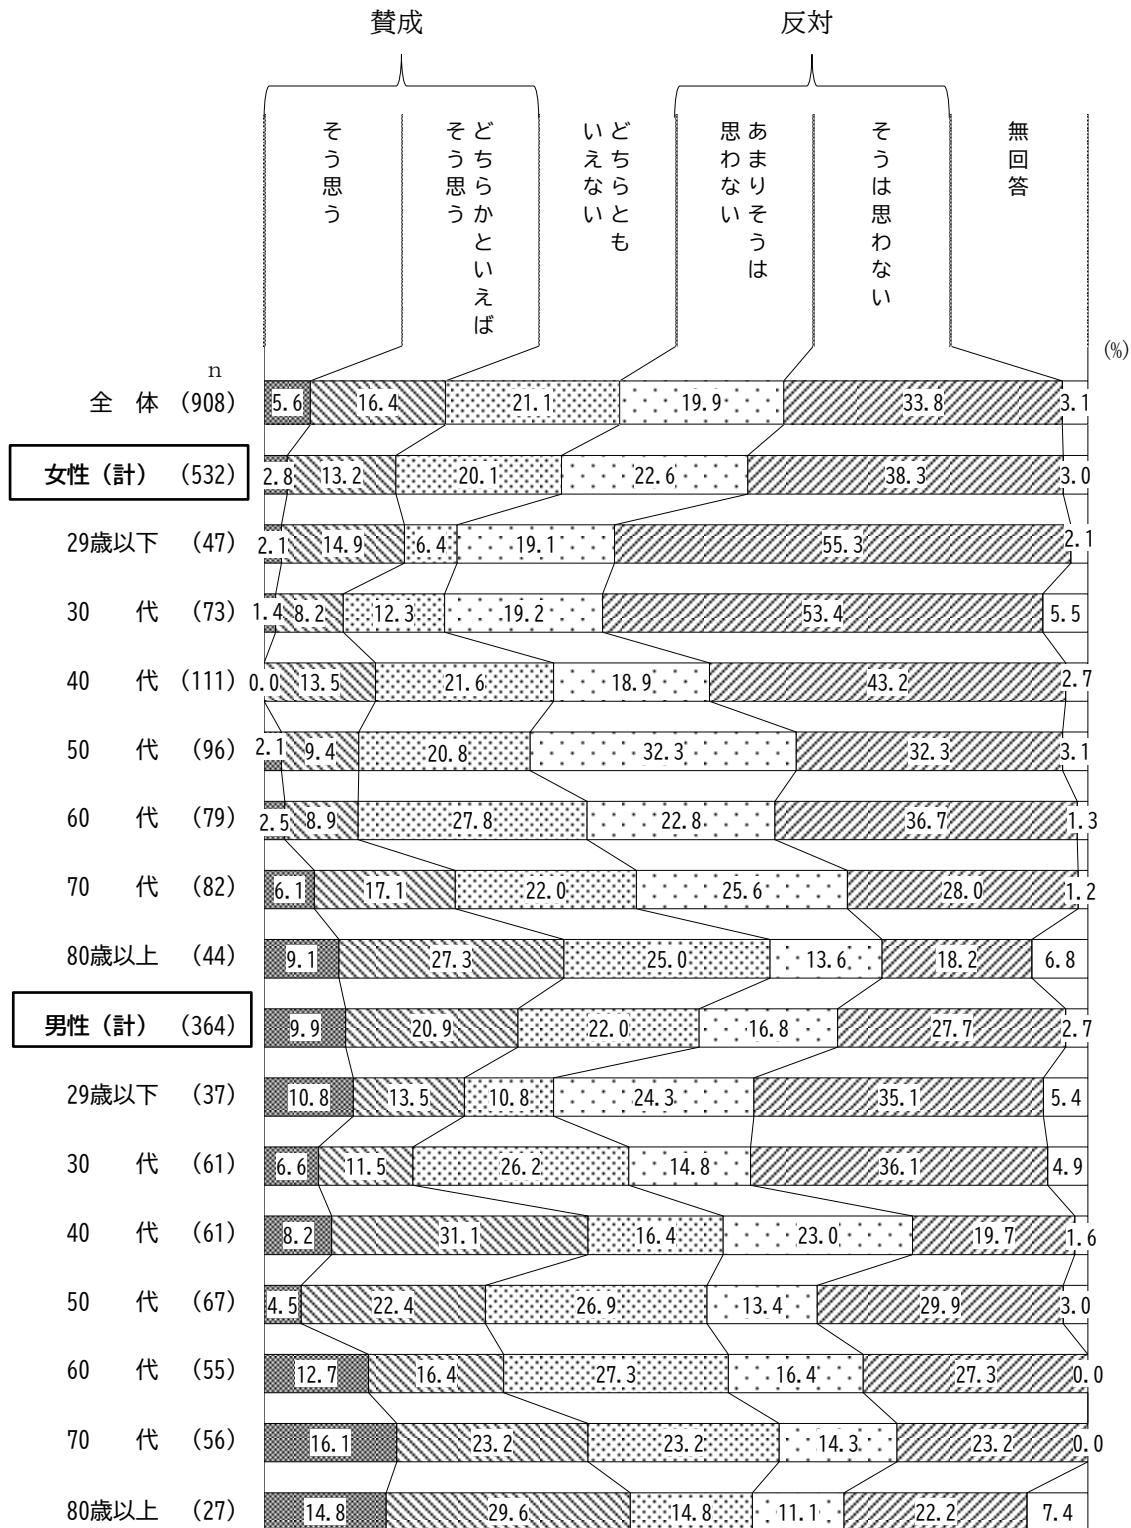 賛成 反対
そう思う
どちらかといえば
そう思う
どちらとも
いえない
あまりそうは
思わない
そうは思わない
無回答
(%)
n
全 体 (908) 5.6 16.4 21.1 19.9 33.8 3.1
女性(計) (532) 2.8 13.2 20.1 22.6 38.3 3.0
29歳以下 (47) 2.1 14.9 6.4 19.1 55.3 2.1
30 代 (73) 1.4 8.2 12.3 19.2 53.4 5.5
40 代 (111) 0.0 13.5 21.6 18.9 43.2 2.7
50 代 (96) 2.1 9.4 20.8 32.3 32.3 3.1
60 代 (79) 2.5 8.9 27.8 22.8 36.7 1.3
70 代 (82) 6.1 17.1 22.0 25.6 28.0 1.2
80歳以上 (44) 9.1 27.3 25.0 13.6 18.2 6.8
男性(計) (364) 9.9 20.9 22.0 16.8 27.7 2.7
29歳以下 (37) 10.8 13.5 10.8 24.3 35.1 5.4
30 代 (61) 6.6 11.5 26.2 14.8 36.1 4.9
40 代 (61) 8.2 31.1 16.4 23.0 19.7 1.6
50 代 (67) 4.5 22.4 26.9 13.4 29.9 3.0
60 代 (55) 12.7 16.4 27.3 16.4 27.3 0.0
70 代 (56) 16.1 23.2 23.2 14.3 23.2 0.0
80歳以上 (27) 14.8 29.6 14.8 11.1 22.2 7.4